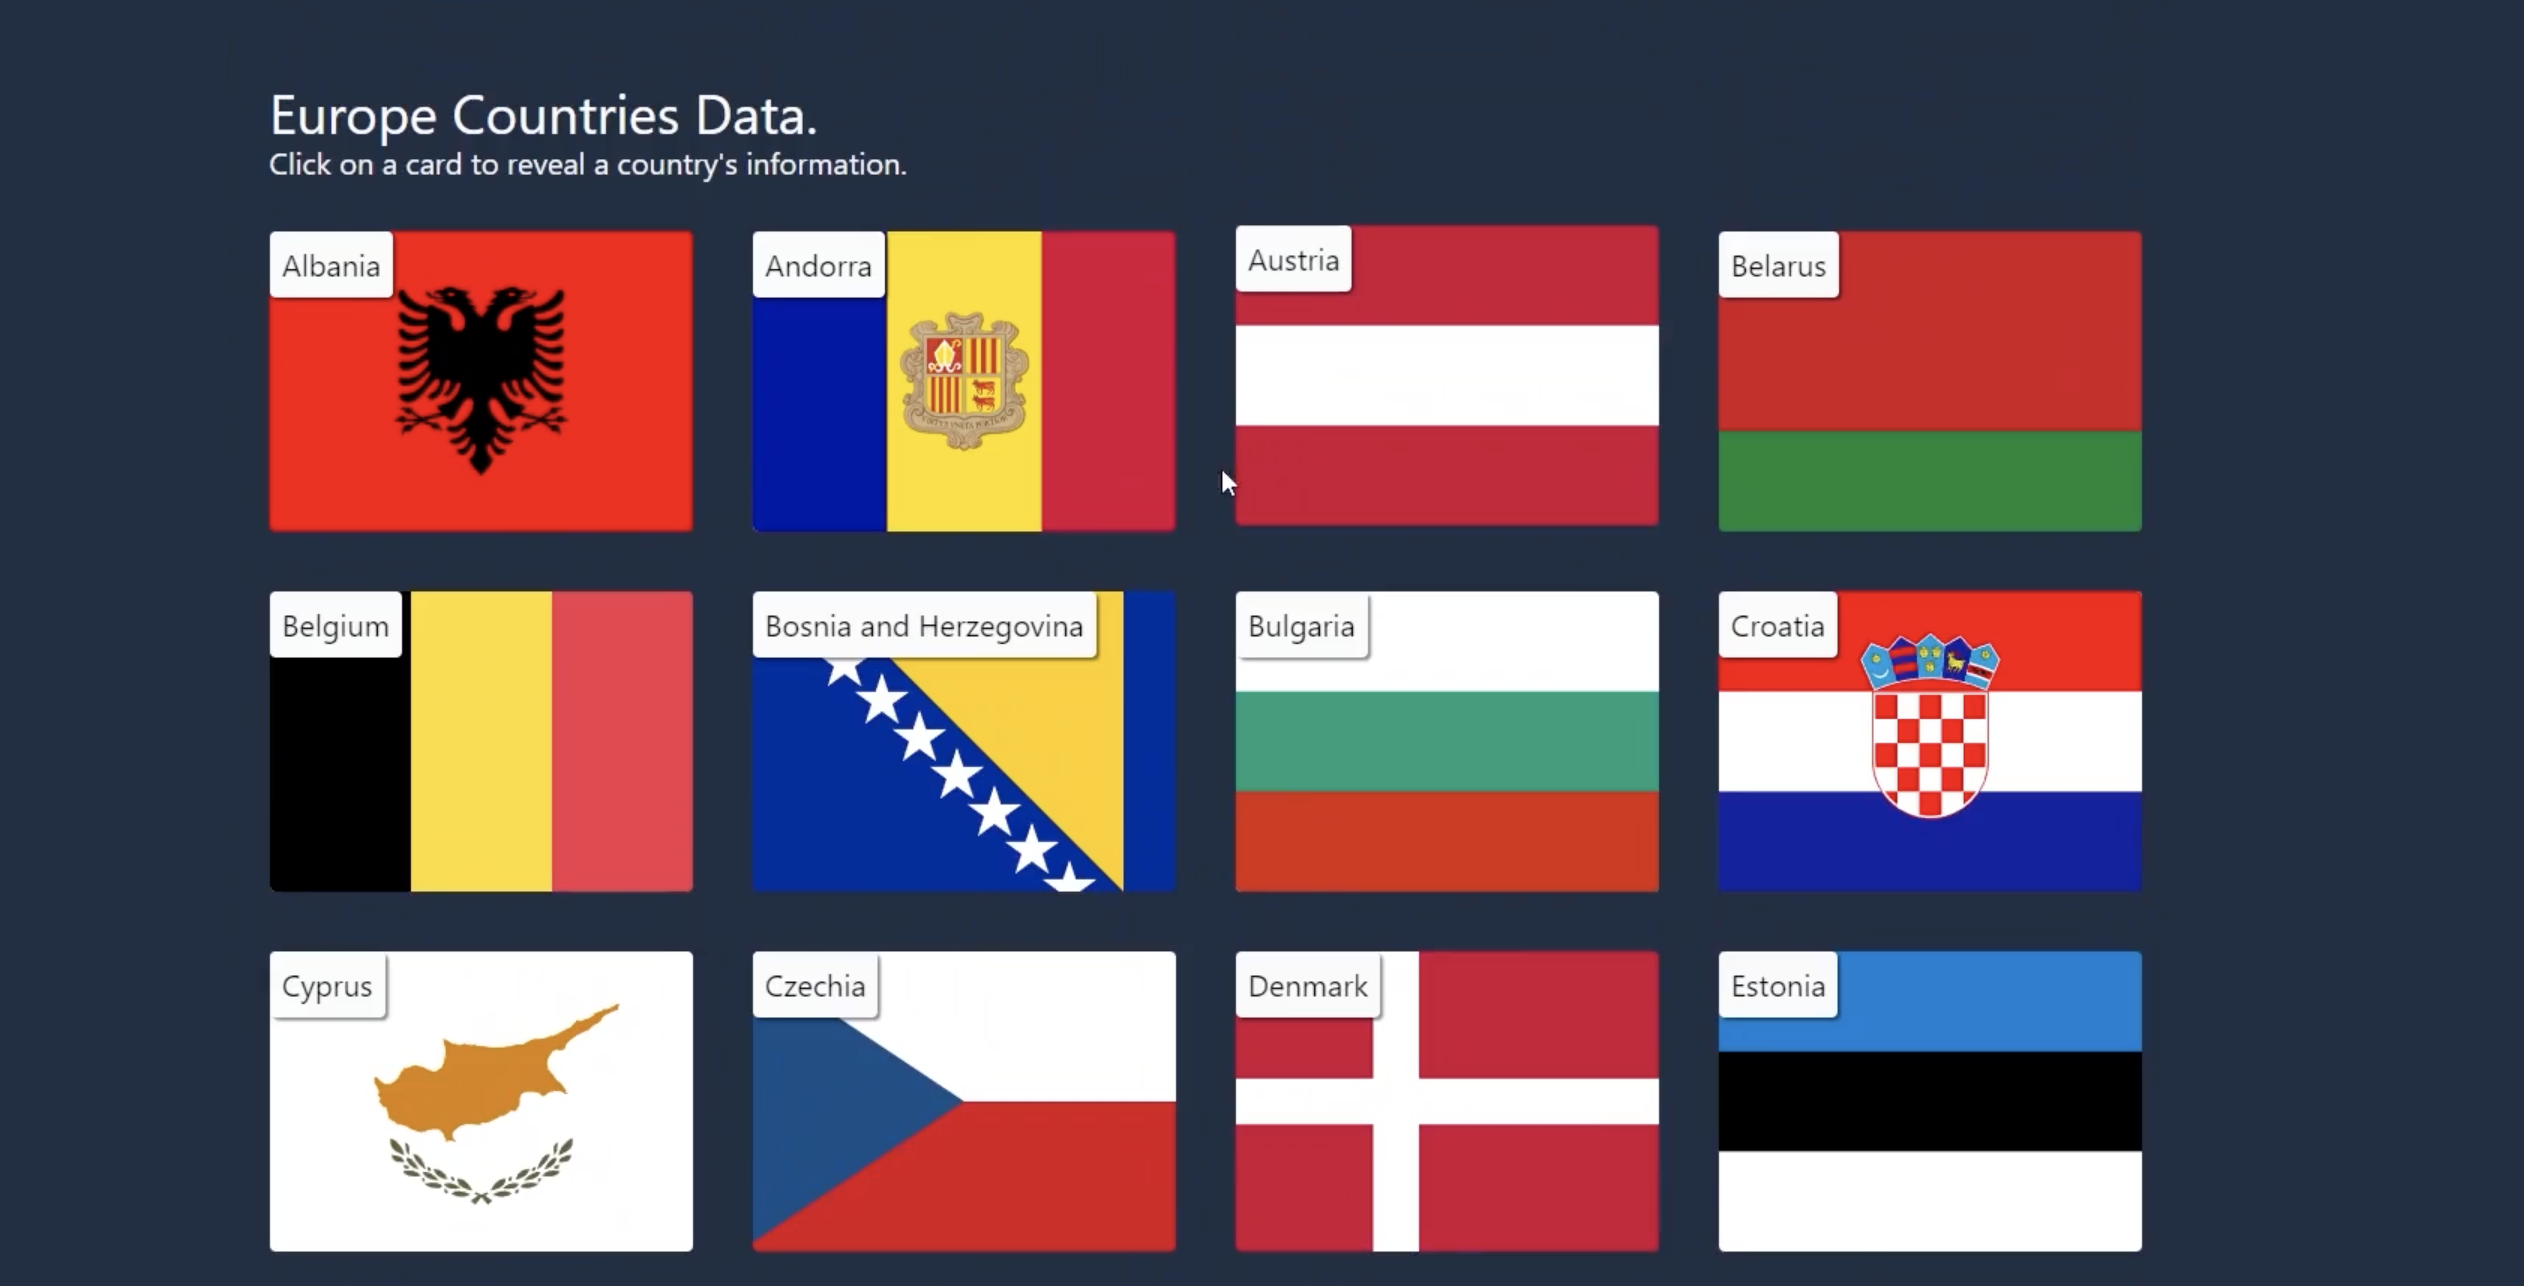 Europe Countries Data.
Click on a card to reveal a country's information.
Albania
Andorra
Austria
Belarus
Belgium
Bosnia and Herzegovina
Bulgaria
Croatia
Cyprus
Czechia
Denmark
Estonia